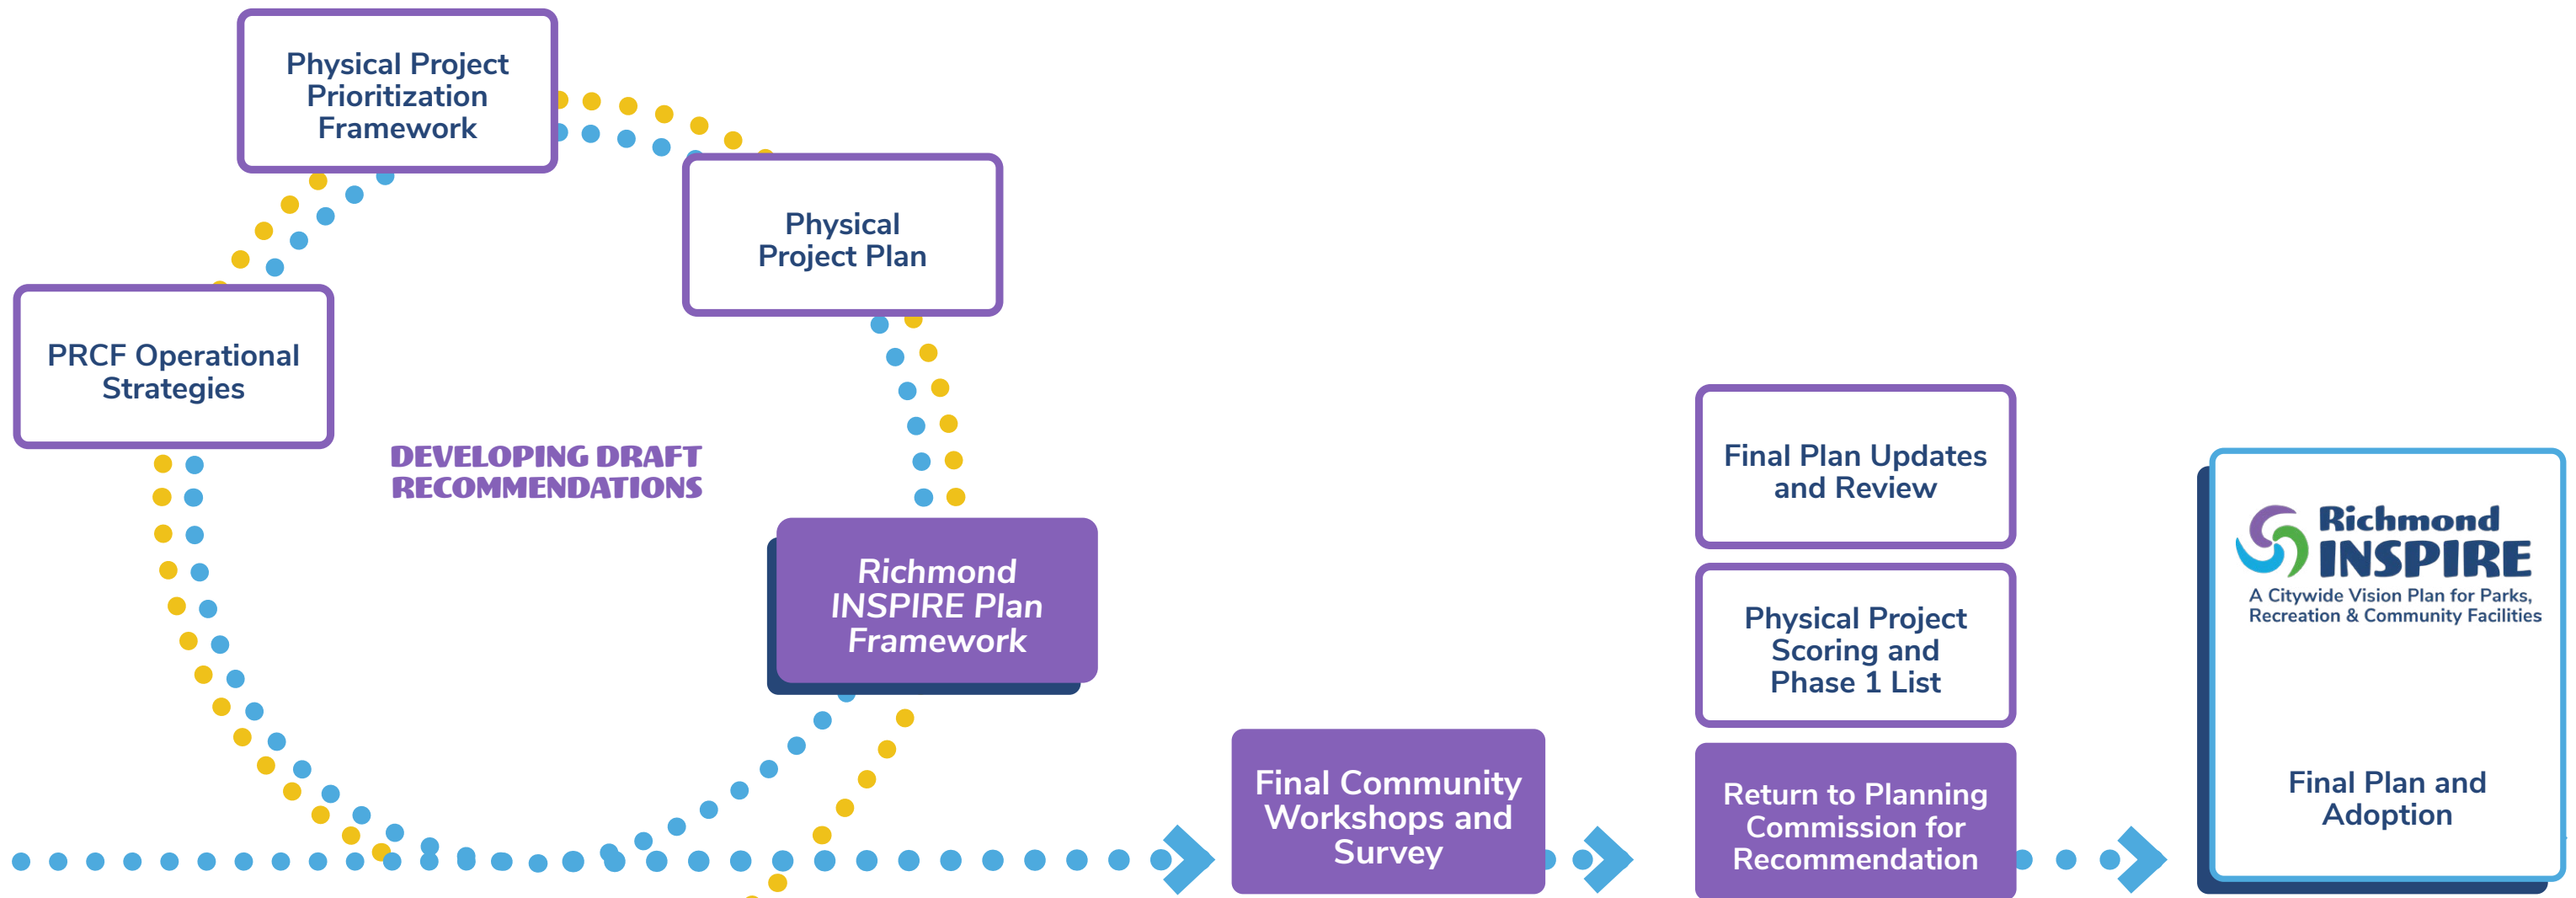 Physical Project
Prioritization
Framework
Physical
Project Plan
PRCF Operational
Strategies
DEVELOPING DRAFT
RECOMMENDATIONS
Richmond
INSPIRE Plan
Framework
Final Community
Workshops and
Survey
Final Plan Updates
and Review
Physical Project
Scoring and
Phase 1 List
Return to Planning
Commission for
Recommendation
Richmond
INSPIRE
A Citywide Vision Plan for Parks,
Recreation & Community Facilities
Final Plan and
Adoption